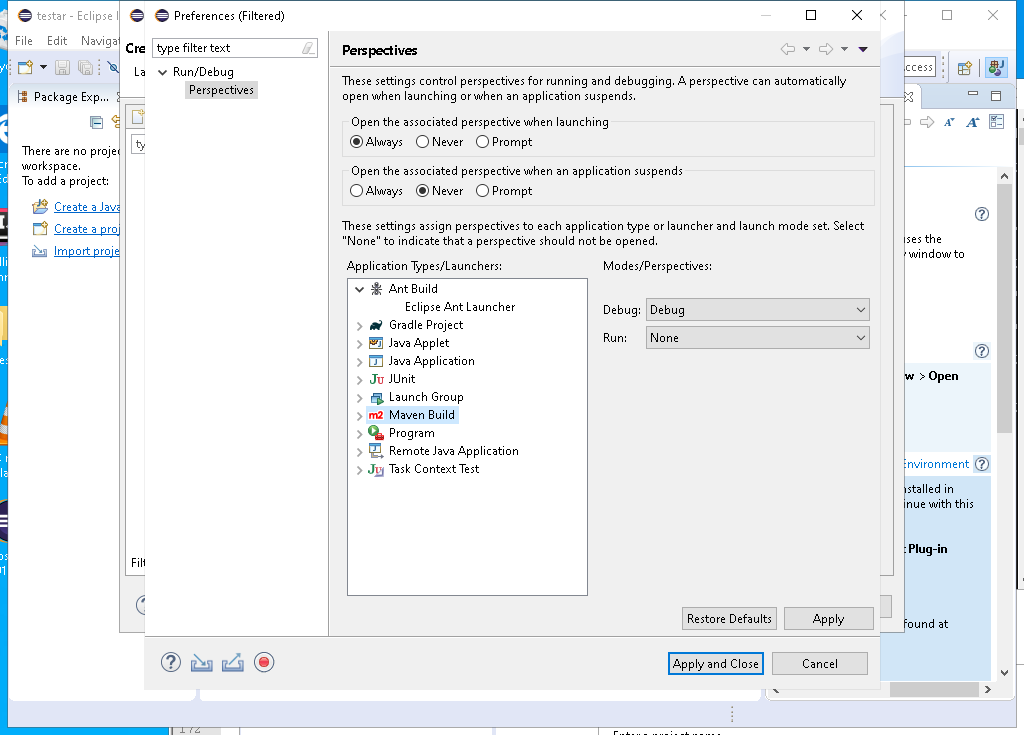 testar - Eclipse I
Preferences (Filtered)
File Edit Navigat
Cre
La
type filter text
Run/Debug
Perspectives
Perspectives
These settings control perspectives for running and debugging. A perspective can automatically
open when launching or when an application suspends.
Open the associated perspective when launching
Always Never Prompt
Open the associated perspective when an application suspends
Always Never Prompt
These settings assign perspectives to each application type or launcher and launch mode set. Select
"None" to indicate that a perspective should not be opened.
Application Types/Launchers:
Modes/Perspectives:
Ant Build
Eclipse Ant Launcher
Gradle Project
Java Applet
Java Application
JUnit
Launch Group
Maven Build
Program
Remote Java Application
Task Context Test
Debug: Debug
Run: None
Restore Defaults Apply
Apply and Close Cancel
Package Exp...
There are no projec
workspace.
To add a project:
Create a Java
Create a proj
Import proje
ty
Filt
ccess
ses the
window to
w > Open
Environment
nstalled in
nue with this
Plug-in
found at
172
Enter a project name